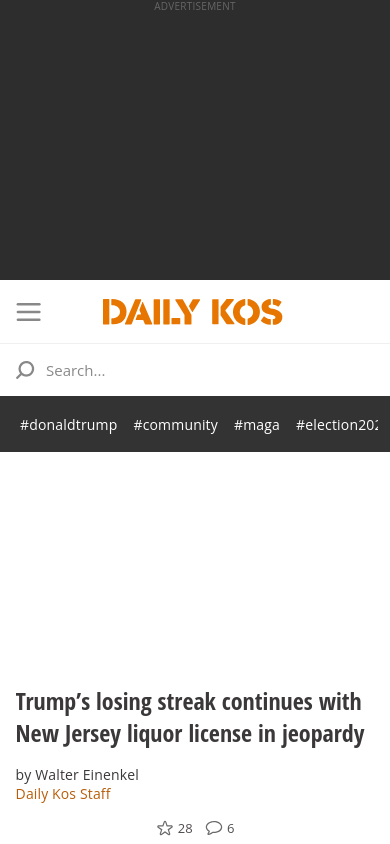 ADVERTISEMENT
DAILY KOS
Search...
#donaldtrump #community #maga #election202
Trump’s losing streak continues with
New Jersey liquor license in jeopardy
by Walter Einenkel
Daily Kos Staff
28 6